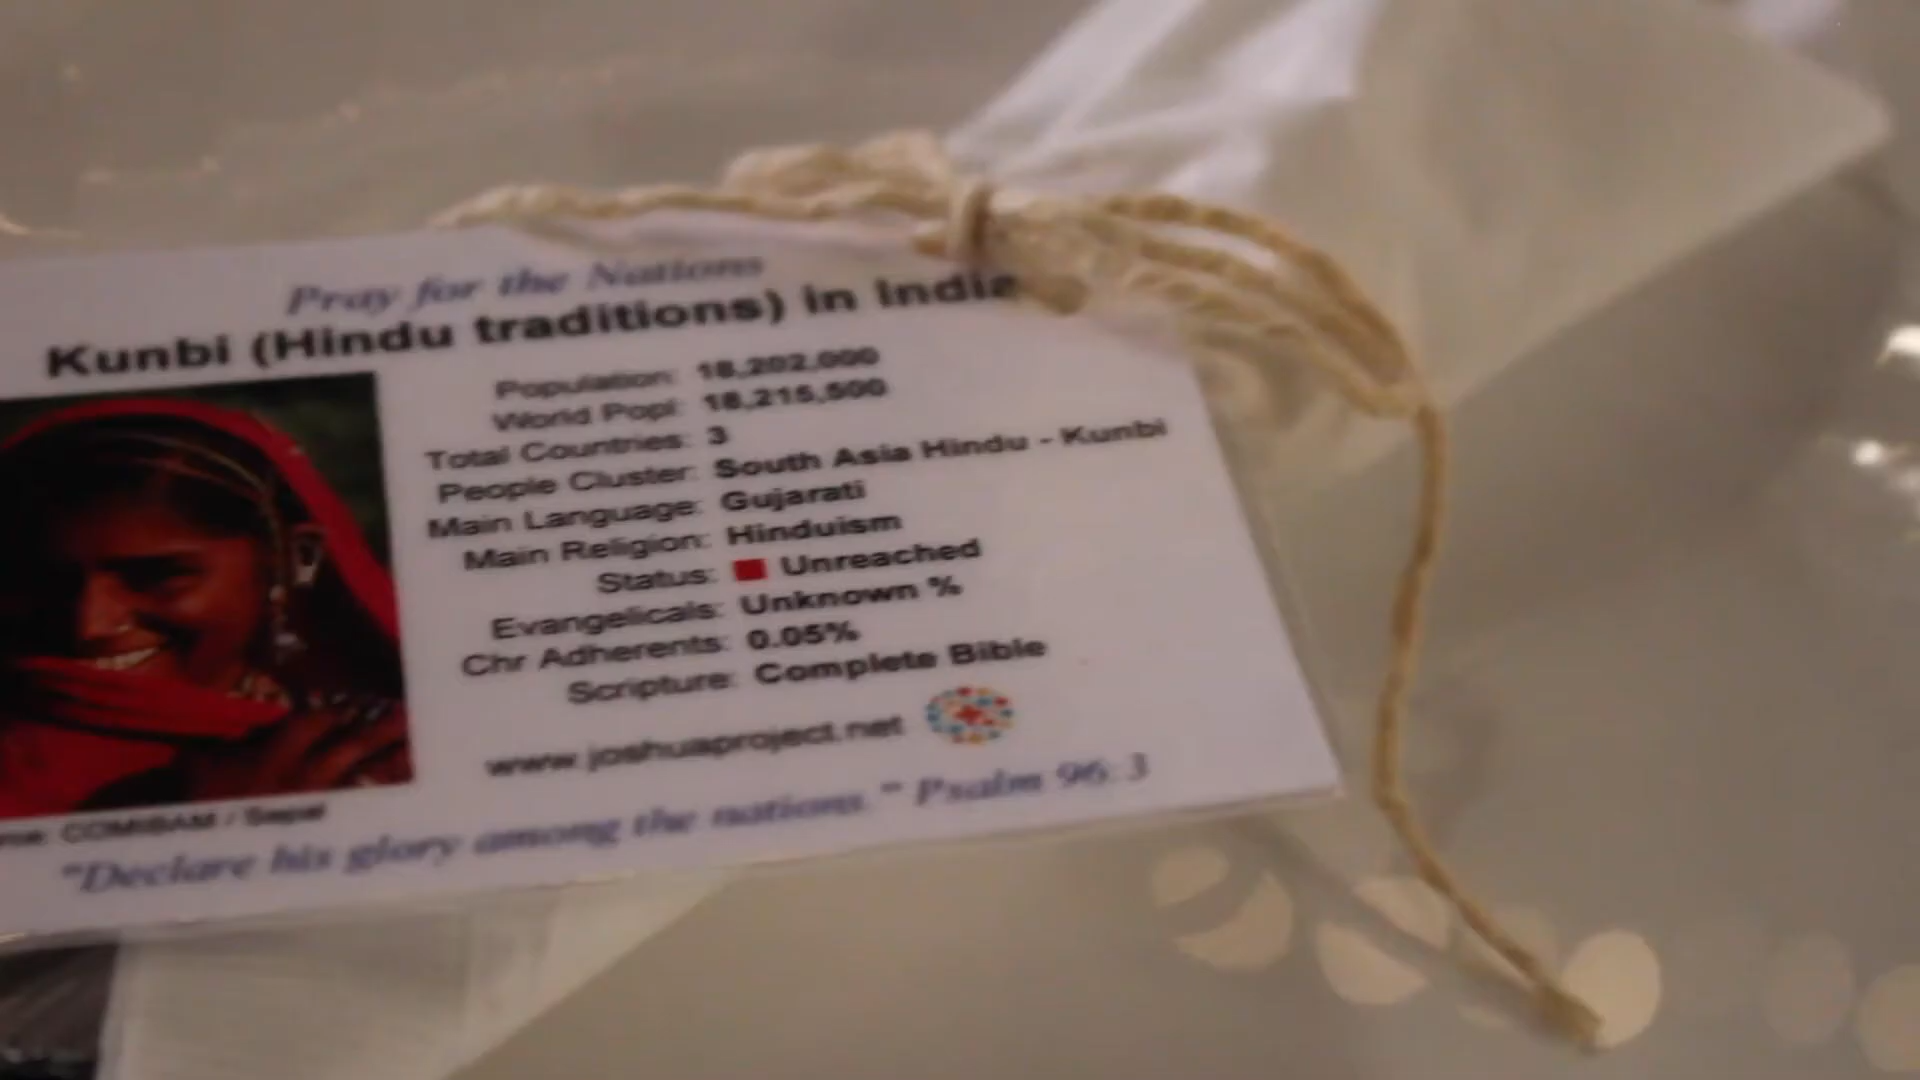 Pray for the Nations
Kunbi (Hindu traditions) in India
Population: 18,202,000
World Popl: 18,215,500
Total Countries: 3
People Cluster: South Asia Hindu - Kunbi
Main Language: Gujarati
Main Religion: Hinduism
Status: Unreached
Evangelicals: Unknown %
Chr Adherents: 0.05%
Scripture: Complete Bible
www.joshuaproject.net
COMIBAM / Sepal
"Declare his glory among the nations." Psalm 96:3